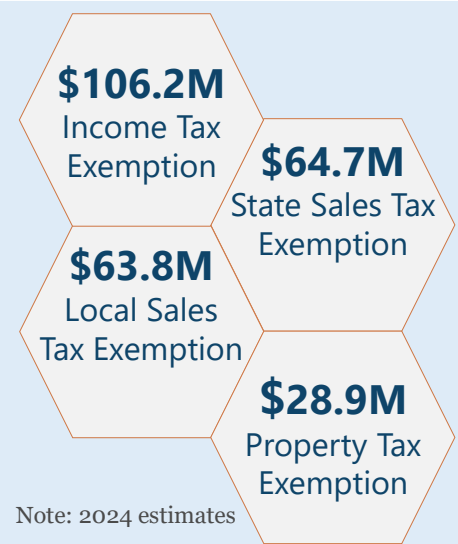 $106.2M
Income Tax
Exemption
$64.7M
State Sales Tax
Exemption
$63.8M
Local Sales
Tax Exemption
$28.9M
Property Tax
Exemption
Note: 2024 estimates